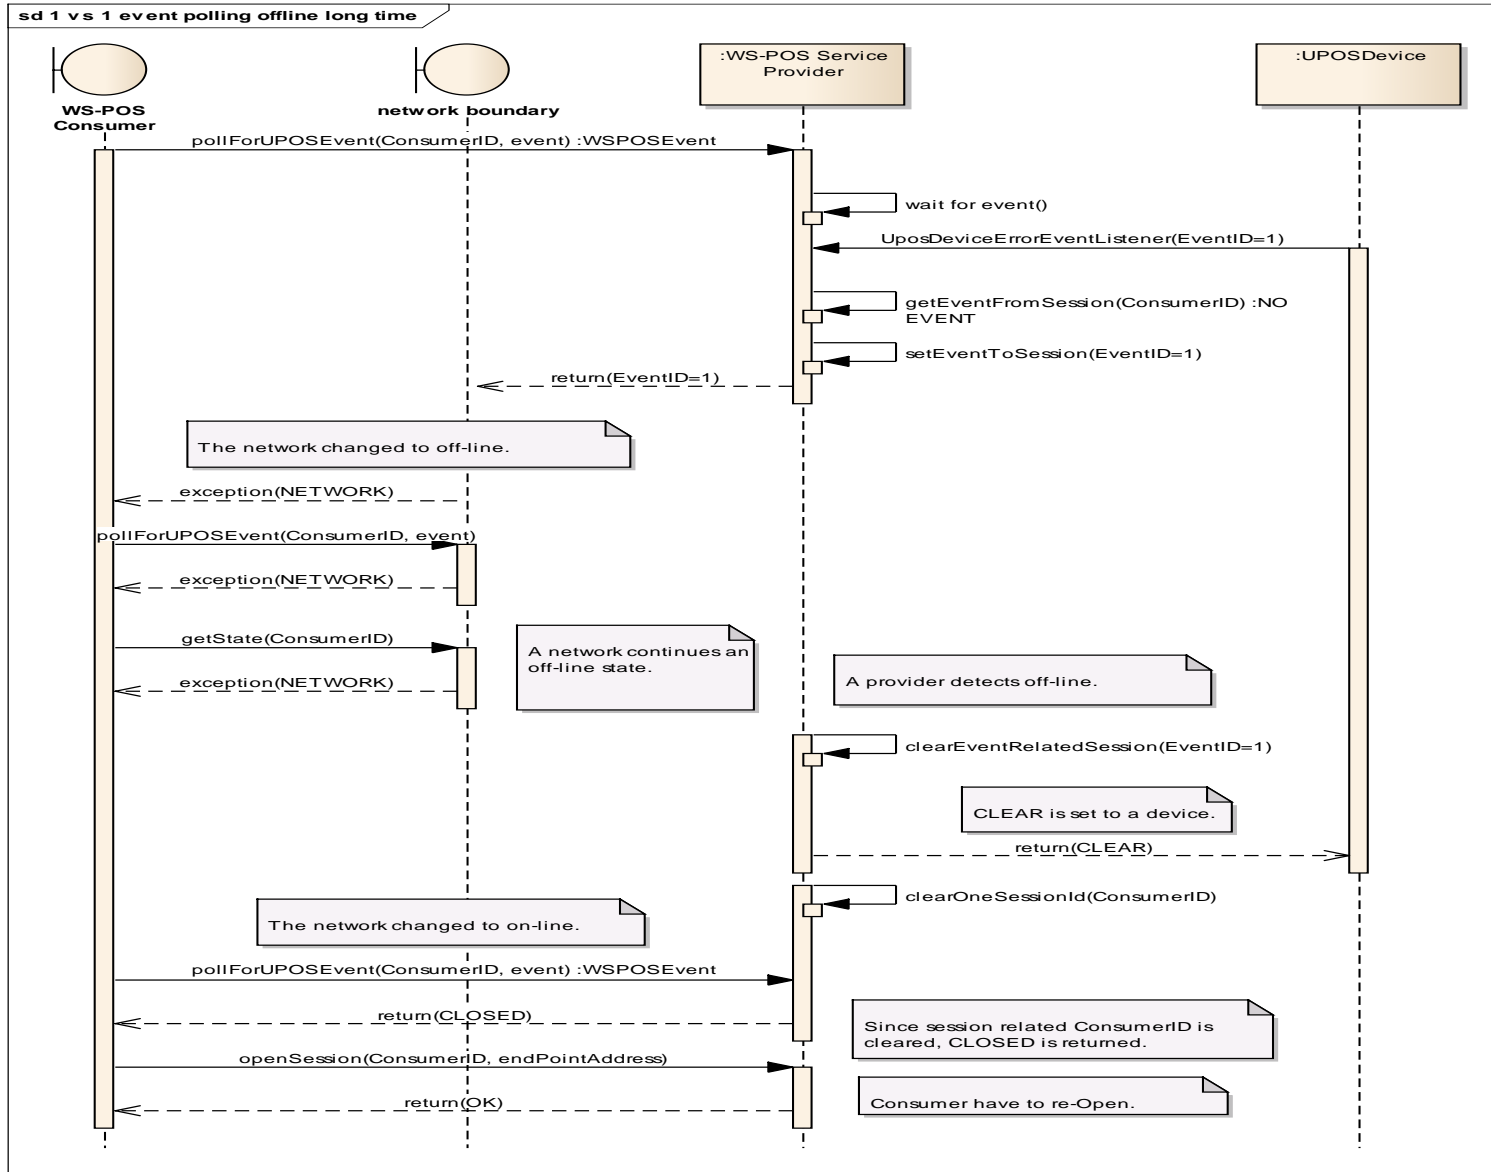 sd 1 vs 1 event polling offline long time
WS-POS
Consumer
network boundary
:WS-POS Service
Provider
:UPOSDevice
pollForUPOSEvent(ConsumerID, event) :WSPOSEvent
wait for event()
UposDeviceErrorEventListener(EventID=1)
getEventFromSession(ConsumerID) :NO
EVENT
setEventToSession(EventID=1)
return(EventID=1)
The network changed to off-line.
exception(NETWORK)
pollForUPOSEvent(ConsumerID, event)
exception(NETWORK)
getState(ConsumerID)
A network continues an
off-line state.
exception(NETWORK)
A provider detects off-line.
clearEventRelatedSession(EventID=1)
CLEAR is set to a device.
return(CLEAR)
clearOneSessionId(ConsumerID)
The network changed to on-line.
pollForUPOSEvent(ConsumerID, event) :WSPOSEvent
return(CLOSED)
Since session related ConsumerID is
cleared, CLOSED is returned.
openSession(ConsumerID, endPointAddress)
return(OK)
Consumer have to re-Open.